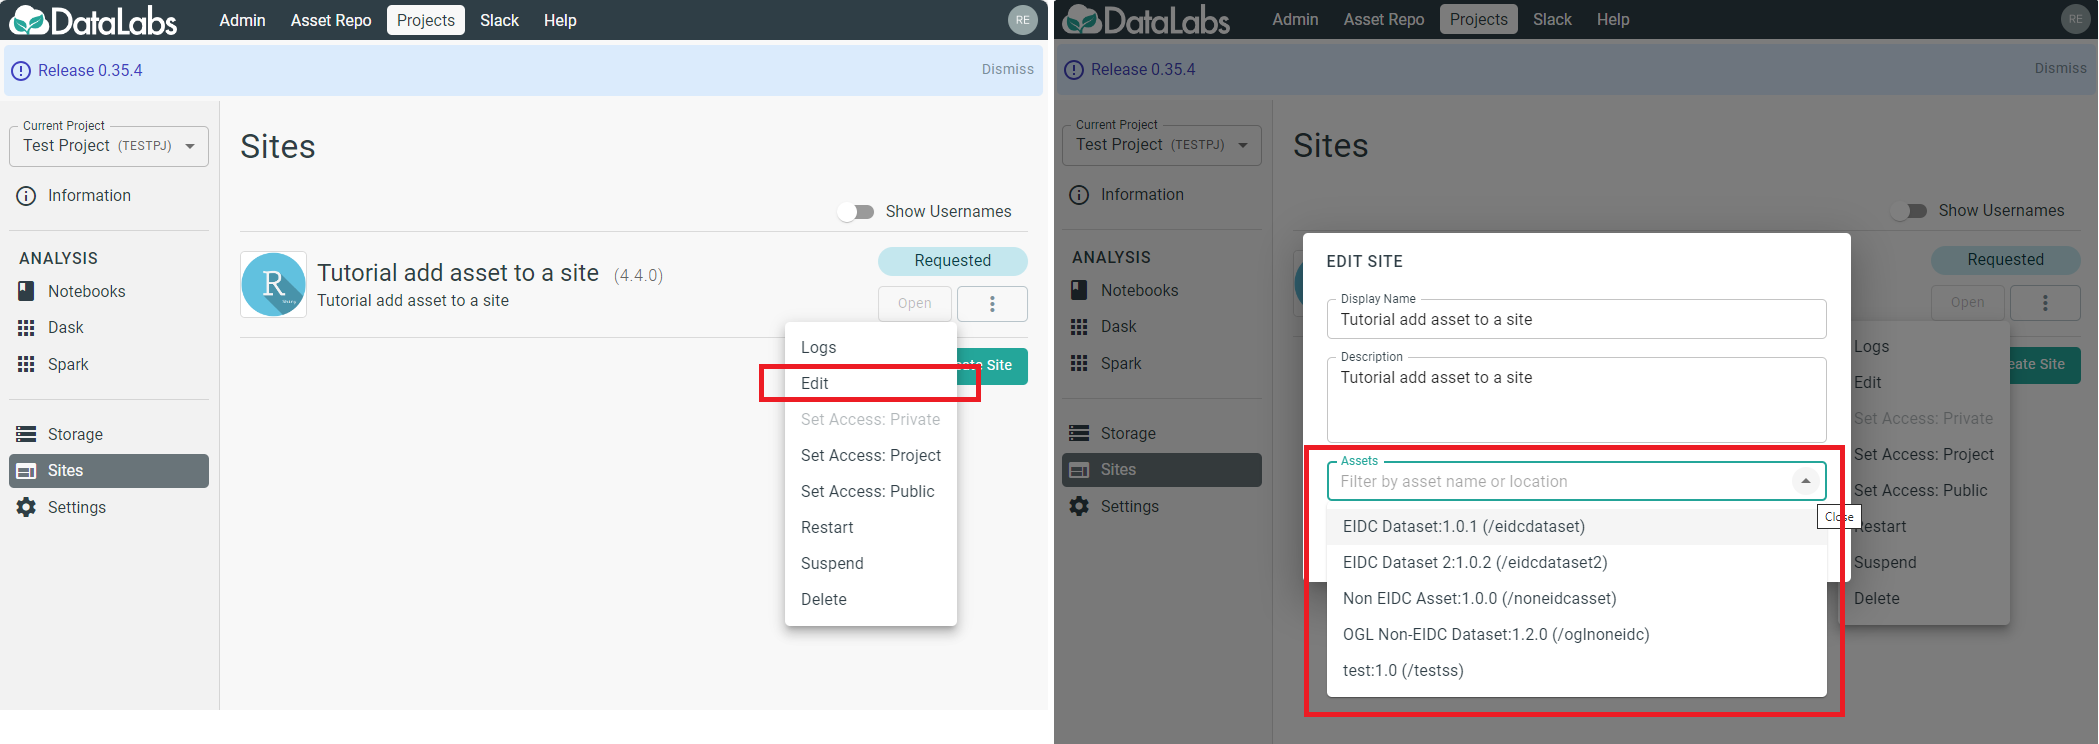 DataLabs Admin Asset Repo Projects Slack Help RE
Release 0.35.4 Dismiss
Current Project
Test Project (TESTPJ)
Information
ANALYSIS
Notebooks
Dask
Spark
Storage
Sites
Settings
Sites
Show Usernames
R
Tutorial add asset to a site (4.4.0)
Tutorial add asset to a site
Requested
Open
Logs
Edit
Set Access: Private
Set Access: Project
Set Access: Public
Restart
Suspend
Delete
ate Site
DataLabs Admin Asset Repo Projects Slack Help RE
Release 0.35.4 Dismiss
Current Project
Test Project (TESTPJ)
Information
ANALYSIS
Notebooks
Dask
Spark
Storage
Sites
Settings
Sites
Show Usernames
Requested
Open
eate Site
Logs
Edit
Set Access: Private
Set Access: Project
Set Access: Public
Restart
Suspend
Delete
EDIT SITE
Display Name
Tutorial add asset to a site
Description
Tutorial add asset to a site
Assets
Filter by asset name or location
Close
EIDC Dataset:1.0.1 (/eidcdataset)
EIDC Dataset 2:1.0.2 (/eidcdataset2)
Non EIDC Asset:1.0.0 (/noneidcasset)
OGL Non-EIDC Dataset:1.2.0 (/oglnoneidc)
test:1.0 (/testss)